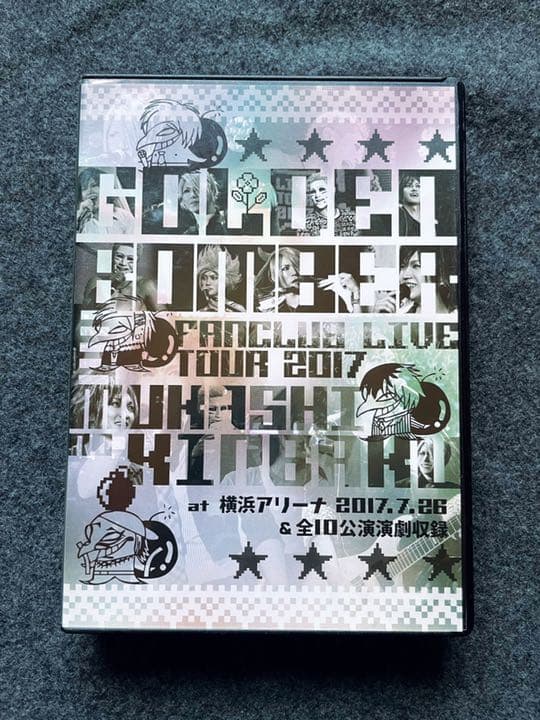 GOLDEN
BOMBER
FANCLUB LIVE
TOUR 2017
MUKASHI
KINBAKU
at 横浜アリーナ 2017.7.26
& 全10公演演劇収録